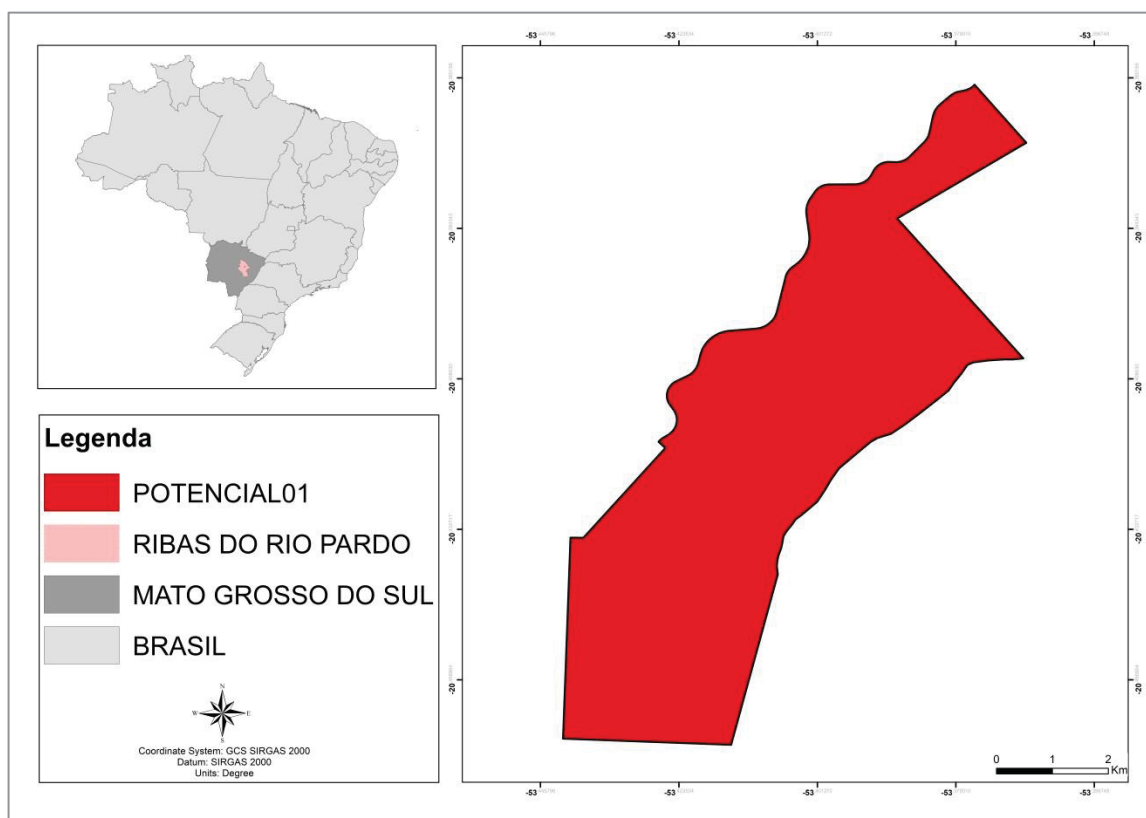 -53
-53
-53
-53
-53
-20
-20
-20
-20
-20
Legenda
POTENCIAL01
RIBAS DO RIO PARDO
MATO GROSSO DO SUL
BRASIL
N
W E
S
Coordinate System: GCS SIRGAS 2000
Datum: SIRGAS 2000
Units: Degree
0 1 2
Km
-53
-53
-53
-53
-53